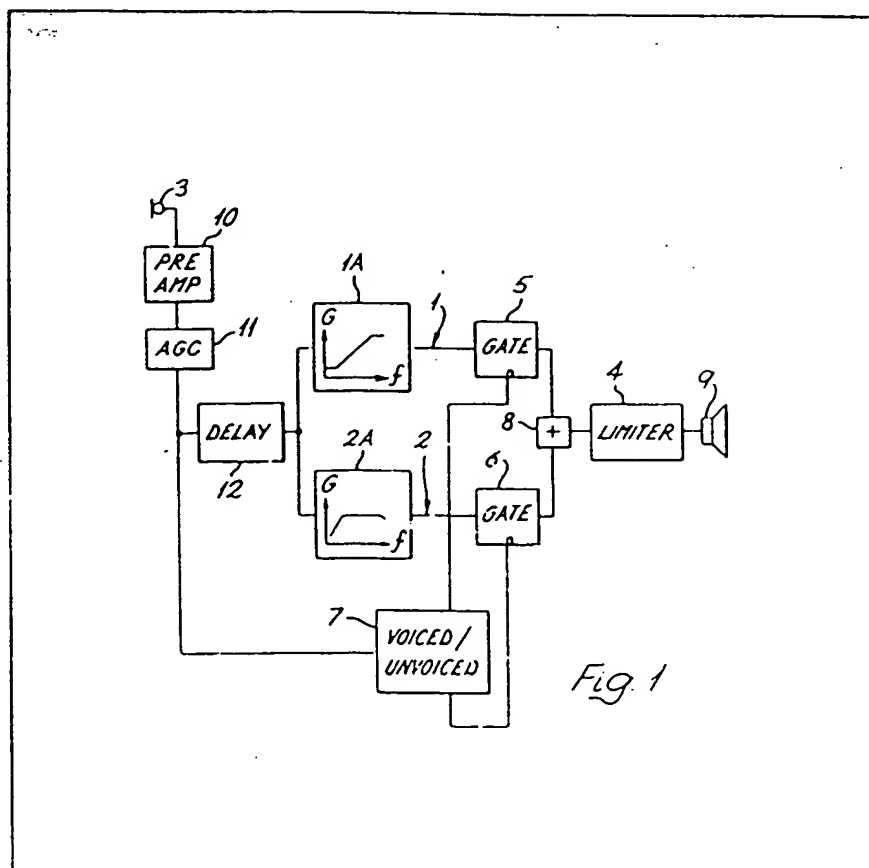 3
10
PRE
AMP
11
AGC
DELAY
12
1A
G
f
1
5
GATE
2A
G
f
2
6
GATE
8
+
4
LIMITER
9
7
VOICED/
UNVOICED
Fig. 1